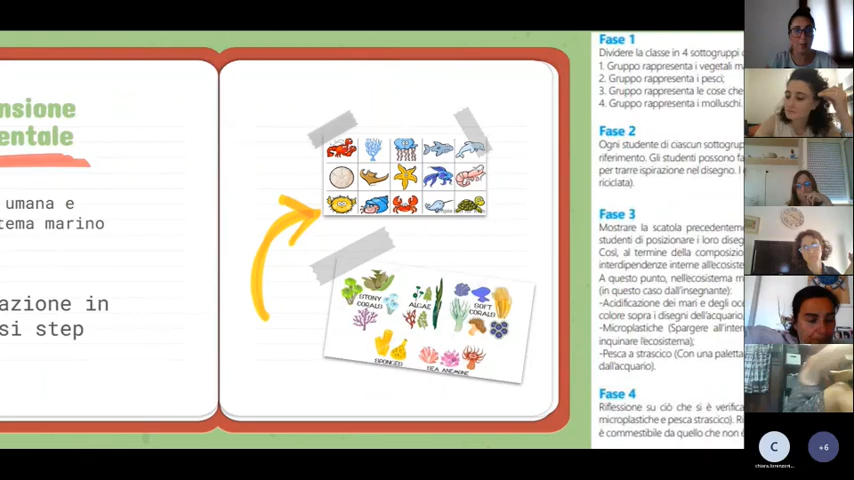 nsione
entale
umana e
tema marino
azione in
si step
STONY
CORALS
ALGAE
SOFT
CORALS
SPONGES
SEA ANEMONE
Fase 1
Dividere la classe in 4 sottogruppi
1. Gruppo rappresenta i vegetali m
2. Gruppo rappresenta i pesci;
3. Gruppo rappresenta le cose che
4. Gruppo rappresenta i molluschi.
Fase 2
Ogni studente di ciascun sottogrupp
riferimento. Gli studenti possono fa
per trarre ispirazione nel disegno. I
riciclata).
Fase 3
Mostrare la scatola precedenteme
studenti di posizionare i loro diseg
Così, al termine della composizio
interdipendenze interne all'ecosiste
A questo punto, nell'ecosistema m
(in questo caso dall'insegnante):
-Acidificazione dei mari e degli oc
colore sopra i disegni dell'acquario
-Microplastiche (Spargere all'inter
inquinare l'ecosistema);
-Pesca a strascico (Con una palett
dall'acquario).
Fase 4
Riflessione su ciò che si è verifica
microplastiche e pesca strascico). Ri
è commestibile da quello che non è
C
+6